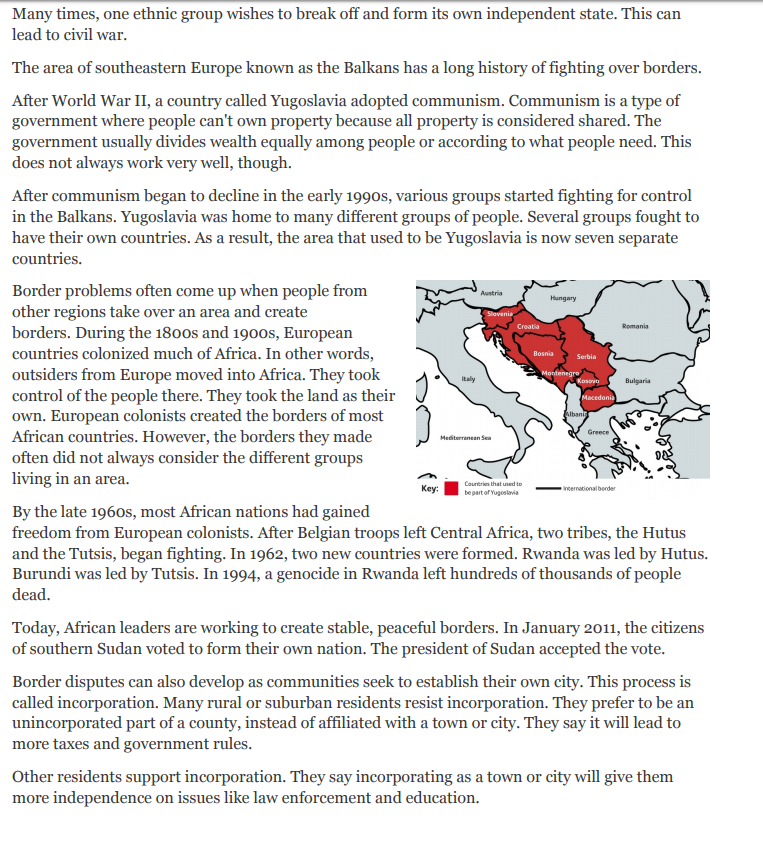 Many times, one ethnic group wishes to break off and form its own independent state. This can
lead to civil war.
The area of southeastern Europe known as the Balkans has a long history of fighting over borders.
After World War II, a country called Yugoslavia adopted communism. Communism is a type of
government where people can't own property because all property is considered shared. The
government usually divides wealth equally among people or according to what people need. This
does not always work very well, though.
After communism began to decline in the early 1990s, various groups started fighting for control
in the Balkans. Yugoslavia was home to many different groups of people. Several groups fought to
have their own countries. As a result, the area that used to be Yugoslavia is now seven separate
countries.
Border problems often come up when people from
other regions take over an area and create
borders. During the 1800s and 1900s, European
countries colonized much of Africa. In other words,
outsiders from Europe moved into Africa. They took
control of the people there. They took the land as their
own. European colonists created the borders of most
African countries. However, the borders they made
often did not always consider the different groups
living in an area.
Austria
Hungary
Slovenia
Croatia
Romania
Bosnia
Serbia
Montenegro
Italy
Kosovo
Bulgaria
Macedonia
Albania
Greece
Mediterranean Sea
Key:
Countries that used to
be part of Yugoslavia
International border
By the late 1960s, most African nations had gained
freedom from European colonists. After Belgian troops left Central Africa, two tribes, the Hutus
and the Tutsis, began fighting. In 1962, two new countries were formed. Rwanda was led by Hutus.
Burundi was led by Tutsis. In 1994, a genocide in Rwanda left hundreds of thousands of people
dead.
Today, African leaders are working to create stable, peaceful borders. In January 2011, the citizens
of southern Sudan voted to form their own nation. The president of Sudan accepted the vote.
Border disputes can also develop as communities seek to establish their own city. This process is
called incorporation. Many rural or suburban residents resist incorporation. They prefer to be an
unincorporated part of a county, instead of affiliated with a town or city. They say it will lead to
more taxes and government rules.
Other residents support incorporation. They say incorporating as a town or city will give them
more independence on issues like law enforcement and education.